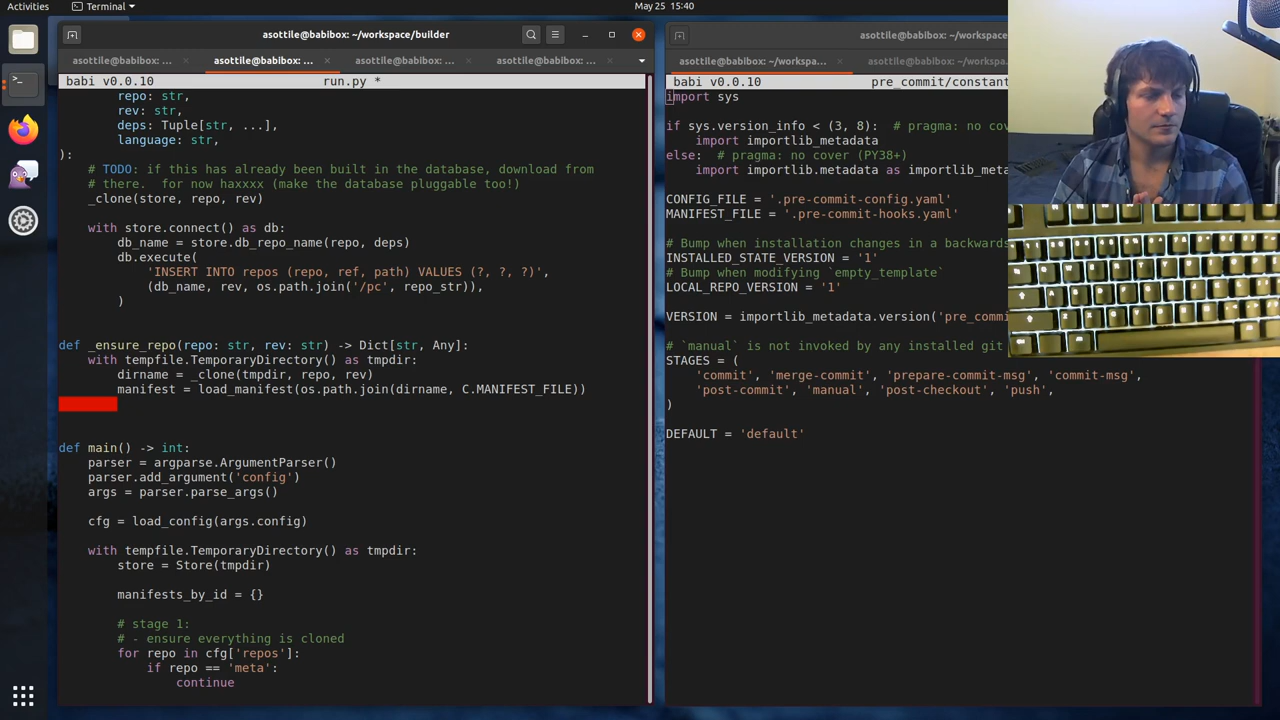 Activities
Terminal
May 25 15:40
asottile@babibox: ~/workspace/builder
asottile@babibox: ~/workspace/
asottile@babibox: ...
asottile@babibox: ...
asottile@babibox: ...
asottile@babibox: ...
babi v0.0.10 run.py *
repo: str,
rev: str,
deps: Tuple[str, ...],
language: str,
):
# TODO: if this has already been built in the database, download from
# there.  for now haxxxx (make the database pluggable too!)
_clone(store, repo, rev)
with store.connect() as db:
db_name = store.db_repo_name(repo, deps)
db.execute(
'INSERT INTO repos (repo, ref, path) VALUES (?, ?, ?)',
(db_name, rev, os.path.join('/pc', repo_str)),
)
def _ensure_repo(repo: str, rev: str) -> Dict[str, Any]:
with tempfile.TemporaryDirectory() as tmpdir:
dirname = _clone(tmpdir, repo, rev)
manifest = load_manifest(os.path.join(dirname, C.MANIFEST_FILE))
def main() -> int:
parser = argparse.ArgumentParser()
parser.add_argument('config')
args = parser.parse_args()
cfg = load_config(args.config)
with tempfile.TemporaryDirectory() as tmpdir:
store = Store(tmpdir)
manifests_by_id = {}
# stage 1:
# - ensure everything is cloned
for repo in cfg['repos']:
if repo == 'meta':
continue
asottile@babibox: ~/workspa...
asottile@babibox: ~/workspa...
babi v0.0.10 pre_commit/constant
import sys
if sys.version_info < (3, 8):  # pragma: no cov
import importlib_metadata
else:  # pragma: no cover (PY38+)
import importlib.metadata as importlib_meta
CONFIG_FILE = '.pre-commit-config.yaml'
MANIFEST_FILE = '.pre-commit-hooks.yaml'
# Bump when installation changes in a backwards
INSTALLED_STATE_VERSION = '1'
# Bump when modifying `empty_template`
LOCAL_REPO_VERSION = '1'
VERSION = importlib_metadata.version('pre_comm
# `manual` is not invoked by any installed git
STAGES = (
'commit', 'merge-commit', 'prepare-commit-msg', 'commit-msg',
'post-commit', 'manual', 'post-checkout', 'push',
)
DEFAULT = 'default'